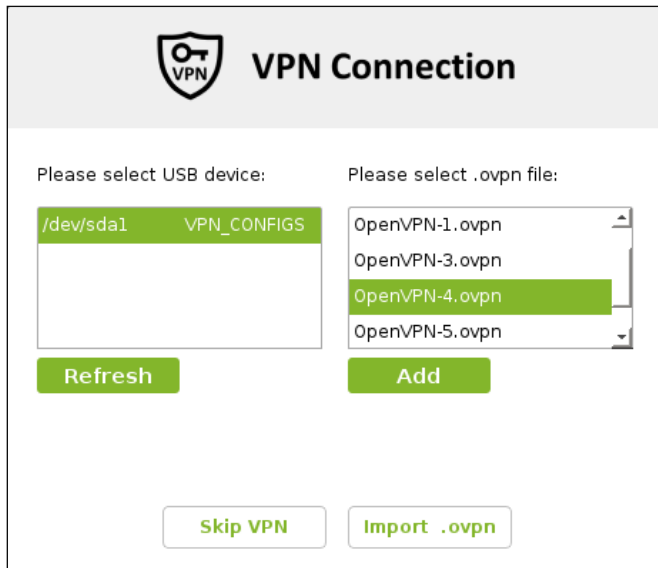 VPN
VPN Connection
Please select USB device:
Please select .ovpn file:
/dev/sda1 VPN_CONFIGS
OpenVPN-1.ovpn
OpenVPN-3.ovpn
OpenVPN-4.ovpn
OpenVPN-5.ovpn
Refresh
Add
Skip VPN
Import .ovpn